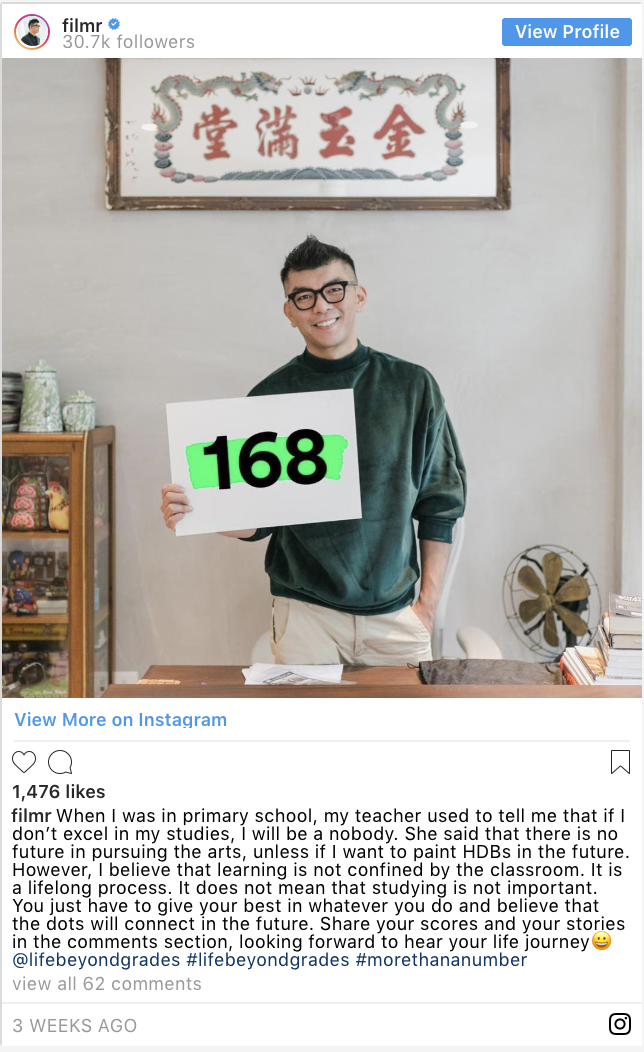 filmr
30.7k followers
View Profile
堂滿玉金
168
View More on Instagram
1,476 likes
filmr When I was in primary school, my teacher used to tell me that if I
don’t excel in my studies, I will be a nobody. She said that there is no
future in pursuing the arts, unless if I want to paint HDBs in the future.
However, I believe that learning is not confined by the classroom. It is
a lifelong process. It does not mean that studying is not important.
You just have to give your best in whatever you do and believe that
the dots will connect in the future. Share your scores and your stories
in the comments section, looking forward to hear your life journey😀
@lifebeyondgrades #lifebeyondgrades #morethananumber
view all 62 comments
3 WEEKS AGO